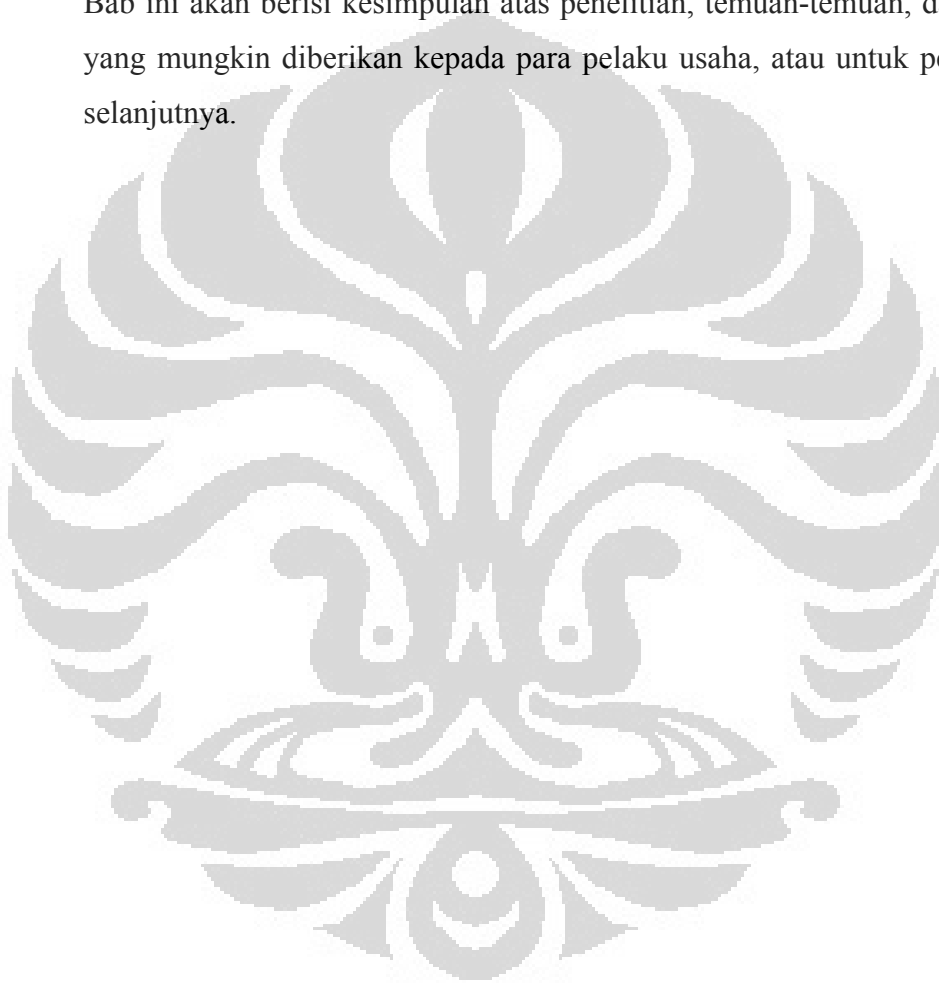 Bab ini akan berisi kesimpulan atas penelitian, temuan-temuan, d
yang mungkin diberikan kepada para pelaku usaha, atau untuk pe
selanjutnya.